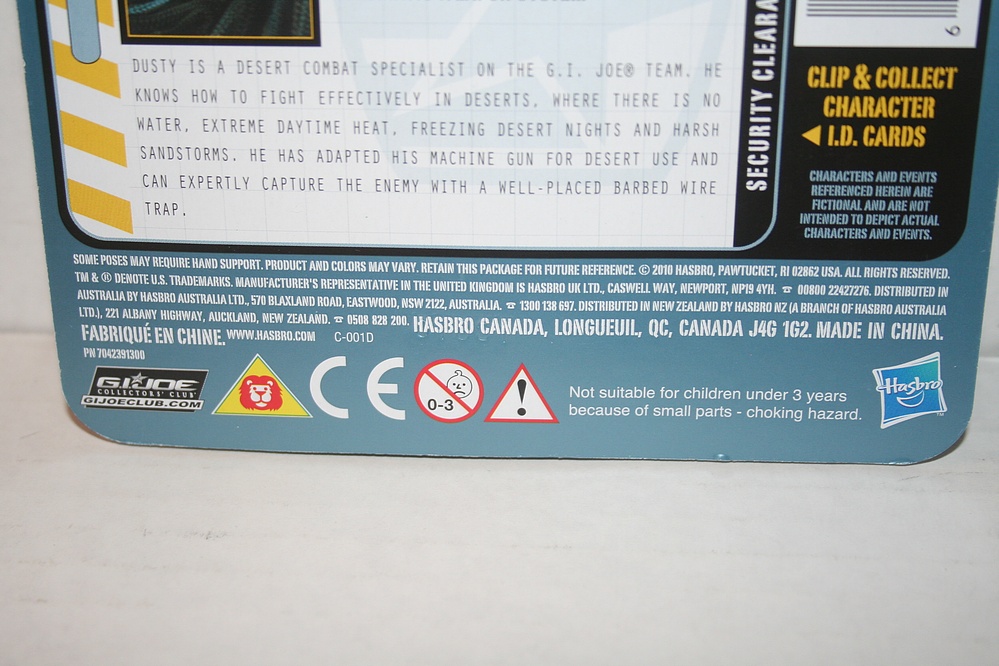 DUSTY IS A DESERT COMBAT SPECIALIST ON THE G.I. JOE® TEAM. HE
KNOWS HOW TO FIGHT EFFECTIVELY IN DESERTS, WHERE THERE IS NO
WATER, EXTREME DAYTIME HEAT, FREEZING DESERT NIGHTS AND HARSH
SANDSTORMS. HE HAS ADAPTED HIS MACHINE GUN FOR DESERT USE AND
CAN EXPERTLY CAPTURE THE ENEMY WITH A WELL-PLACED BARBED WIRE
TRAP.
SECURITY CLEARA
6
CLIP & COLLECT
CHARACTER
◀ I.D. CARDS
CHARACTERS AND EVENTS
REFERENCED HEREIN ARE
FICTIONAL AND ARE NOT
INTENDED TO DEPICT ACTUAL
CHARACTERS AND EVENTS.
SOME POSES MAY REQUIRE HAND SUPPORT. PRODUCT AND COLORS MAY VARY. RETAIN THIS PACKAGE FOR FUTURE REFERENCE. © 2010 HASBRO, PAWTUCKET, RI 02862 USA. ALL RIGHTS RESERVED.
TM & ® DENOTE U.S. TRADEMARKS. MANUFACTURER'S REPRESENTATIVE IN THE UNITED KINGDOM IS HASBRO UK LTD., CASWELL WAY, NEWPORT, NP19 4YH. ☎ 00800 22427276. DISTRIBUTED IN
AUSTRALIA BY HASBRO AUSTRALIA LTD., 570 BLAXLAND ROAD, EASTWOOD, NSW 2122, AUSTRALIA. ☎ 1300 138 697. DISTRIBUTED IN NEW ZEALAND BY HASBRO NZ (A BRANCH OF HASBRO AUSTRALIA
LTD.), 221 ALBANY HIGHWAY, AUCKLAND, NEW ZEALAND. ☎ 0508 828 200. HASBRO CANADA, LONGUEUIL, QC, CANADA J4G 1G2. MADE IN CHINA.
FABRIQUÉ EN CHINE. WWW.HASBRO.COM C-001D
PN 7042391300
G.I. JOE
COLLECTORS' CLUB
GIJOECLUB.COM
CE
0-3
!
Not suitable for children under 3 years
because of small parts - choking hazard.
Hasbro
TM